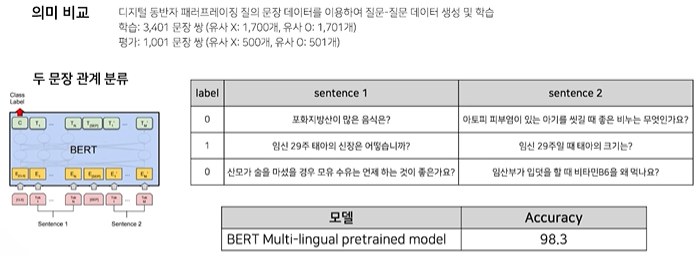 의미 비교
디지털 동반자 패러프레이징 질의 문장 데이터를 이용하여 질문-질문 데이터 생성 및 학습
학습: 3,401 문장 쌍 (유사 X: 1,700개, 유사 O: 1,701개)
평가: 1,001 문장 쌍 (유사 X: 500개, 유사 O: 501개)
두 문장 관계 분류
Class
Label
C T₁ ... T[SEP] ...
BERT
E[CLS] E₁ ... E[SEP] ...
[CLS] Tok 1 ... [SEP] Tok 1 ...
Sentence 1 Sentence 2
label sentence 1 sentence 2
0 포화지방산이 많은 음식은? 아토피 피부염이 있는 아기를 씻길 때 좋은 비누는 무엇인가요?
1 임신 29주 태아의 신장은 어떻습니까? 임신 29주일 때 태아의 크기는?
0 산모가 술을 마셨을 경우 모유 수유는 언제 하는 것이 좋은가요? 임산부가 입덧을 할 때 비타민B6을 왜 먹나요?
모델 Accuracy
BERT Multi-lingual pretrained model 98.3